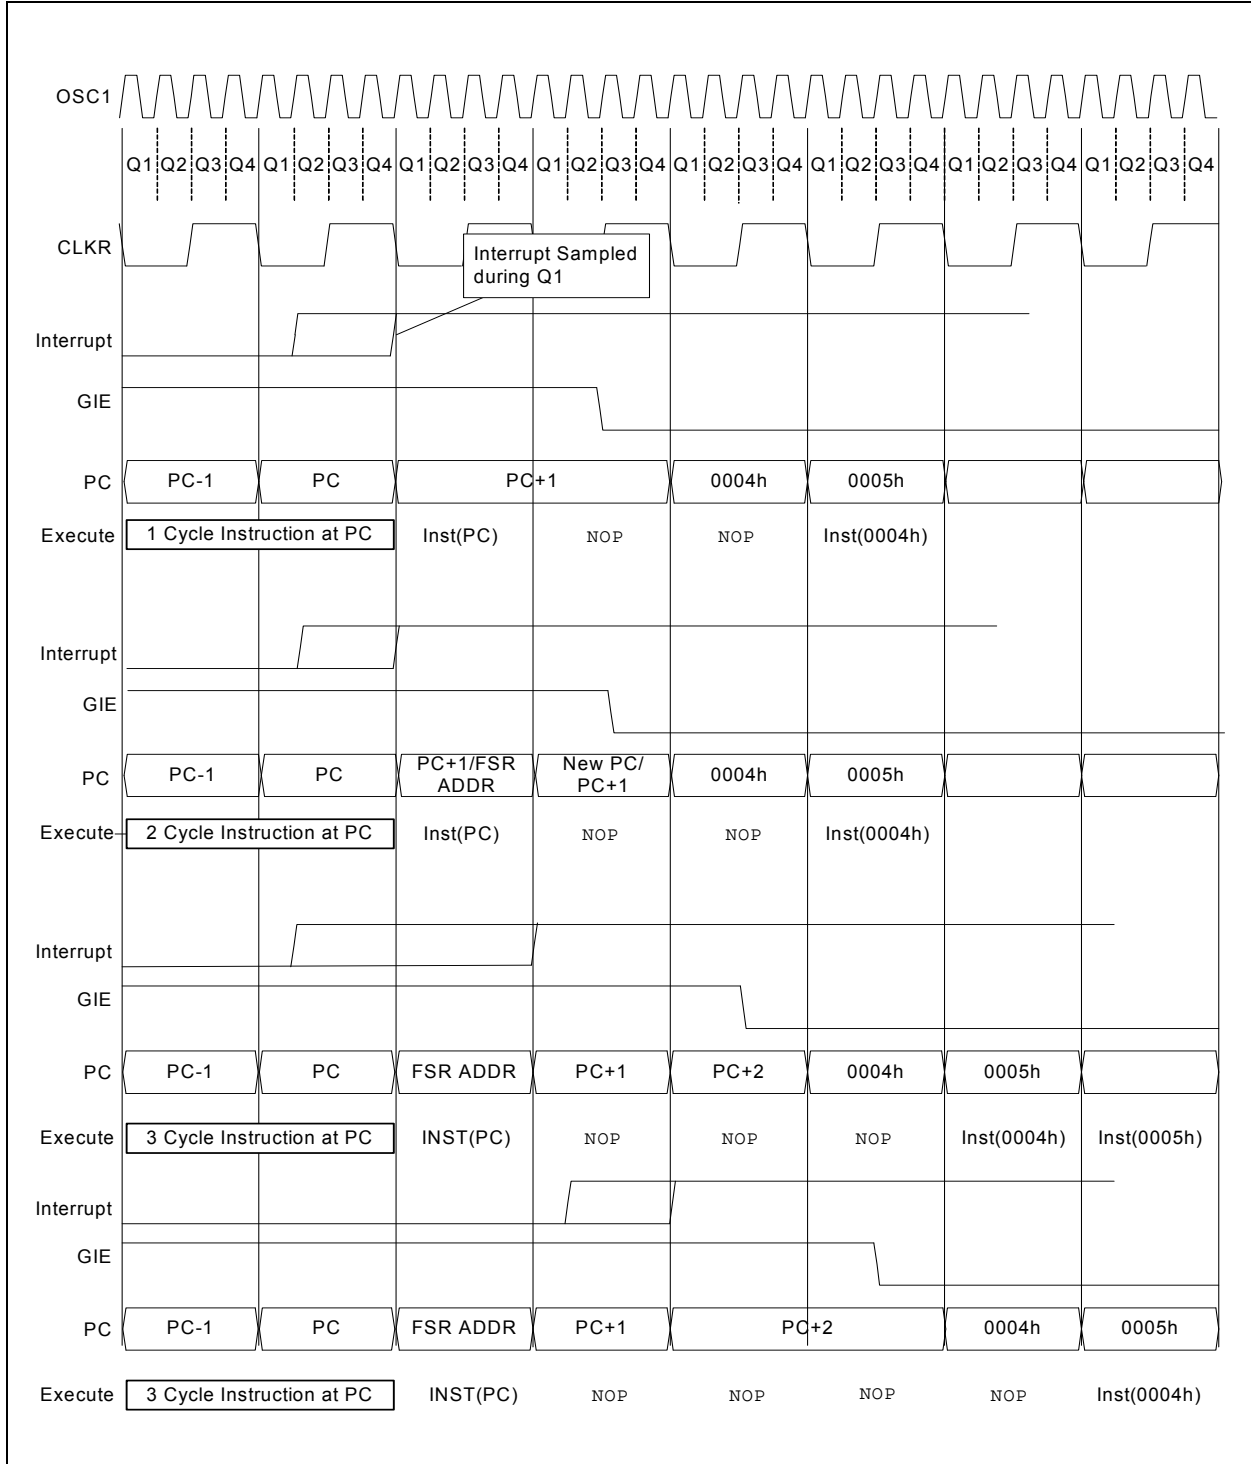 OSC1
Q1 Q2 Q3 Q4 Q1 Q2 Q3 Q4 Q1 Q2 Q3 Q4 Q1 Q2 Q3 Q4 Q1 Q2 Q3 Q4 Q1 Q2 Q3 Q4 Q1 Q2 Q3 Q4 Q1 Q2 Q3 Q4
CLKR
Interrupt Sampled
during Q1
Interrupt
GIE
PC PC-1 PC PC+1 0004h 0005h
Execute 1 Cycle Instruction at PC Inst(PC) NOP NOP Inst(0004h)
Interrupt
GIE
PC PC-1 PC PC+1/FSR ADDR New PC/ PC+1 0004h 0005h
Execute 2 Cycle Instruction at PC Inst(PC) NOP NOP Inst(0004h)
Interrupt
GIE
PC PC-1 PC FSR ADDR PC+1 PC+2 0004h 0005h
Execute 3 Cycle Instruction at PC INST(PC) NOP NOP NOP Inst(0004h) Inst(0005h)
Interrupt
GIE
PC PC-1 PC FSR ADDR PC+1 PC+2 0004h 0005h
Execute 3 Cycle Instruction at PC INST(PC) NOP NOP NOP NOP Inst(0004h)